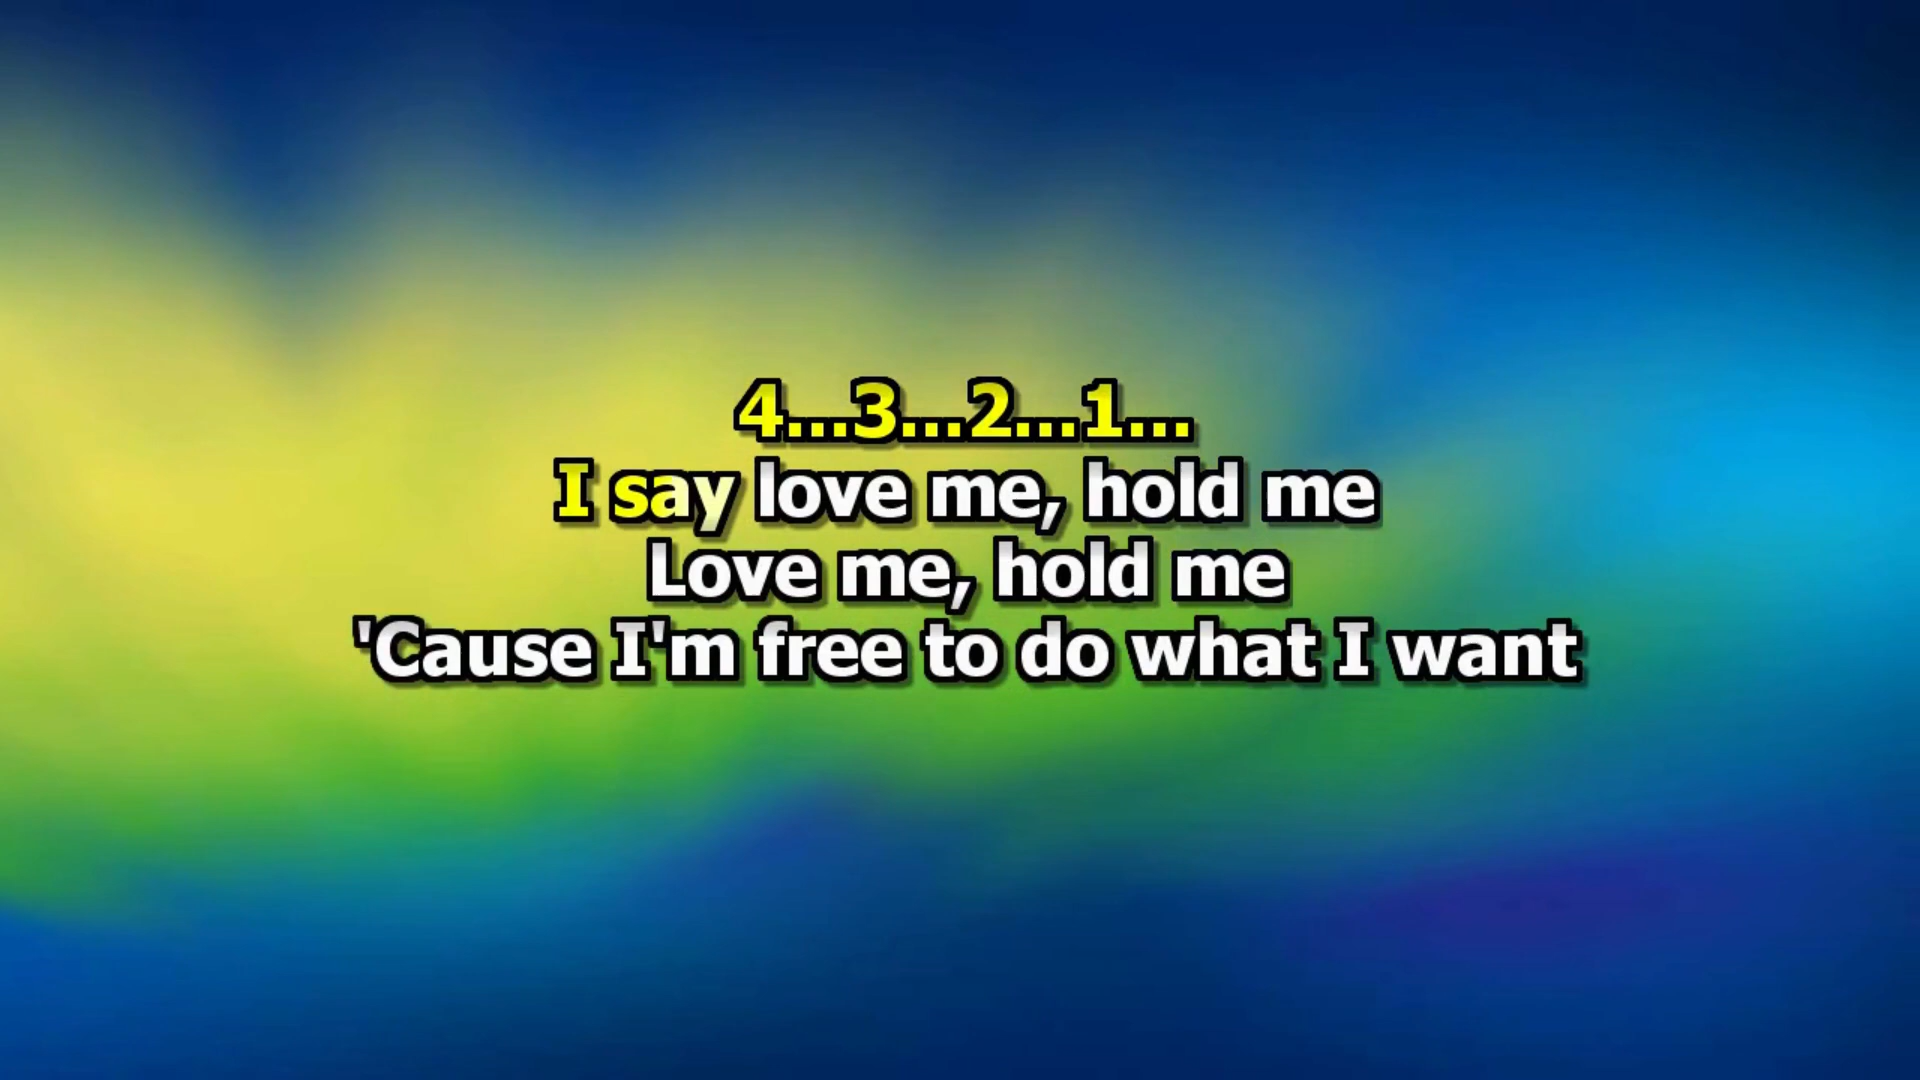 4...3...2...1...
I say love me, hold me
Love me, hold me
'Cause I'm free to do what I want